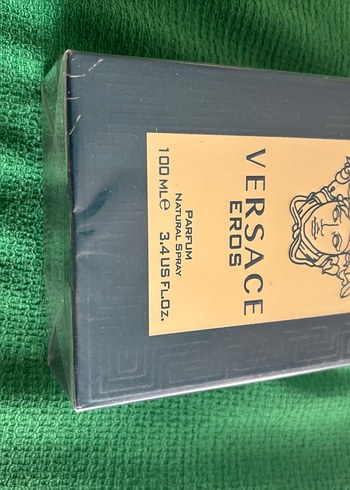 VERSACE
EROS
PARFUM
NATURAL SPRAY
100 ML℮ 3.4 US FL.OZ.